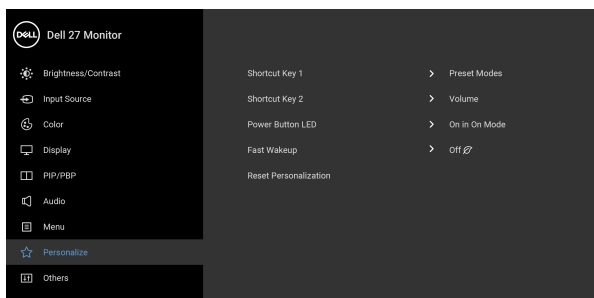 DELL Dell 27 Monitor
Brightness/Contrast
Input Source
Color
Display
PIP/PBP
Audio
Menu
Personalize
Others
Shortcut Key 1 > Preset Modes
Shortcut Key 2 > Volume
Power Button LED > On in On Mode
Fast Wakeup > Off
Reset Personalization